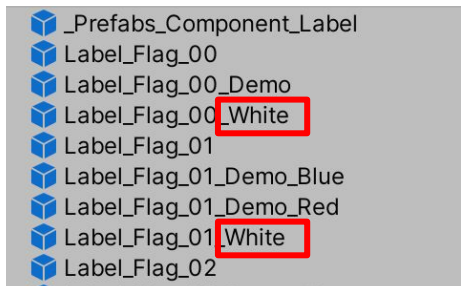 _Prefabs_Component_Label
Label_Flag_00
Label_Flag_00_Demo
Label_Flag_00_White
Label_Flag_01
Label_Flag_01_Demo_Blue
Label_Flag_01_Demo_Red
Label_Flag_01_White
Label_Flag_02